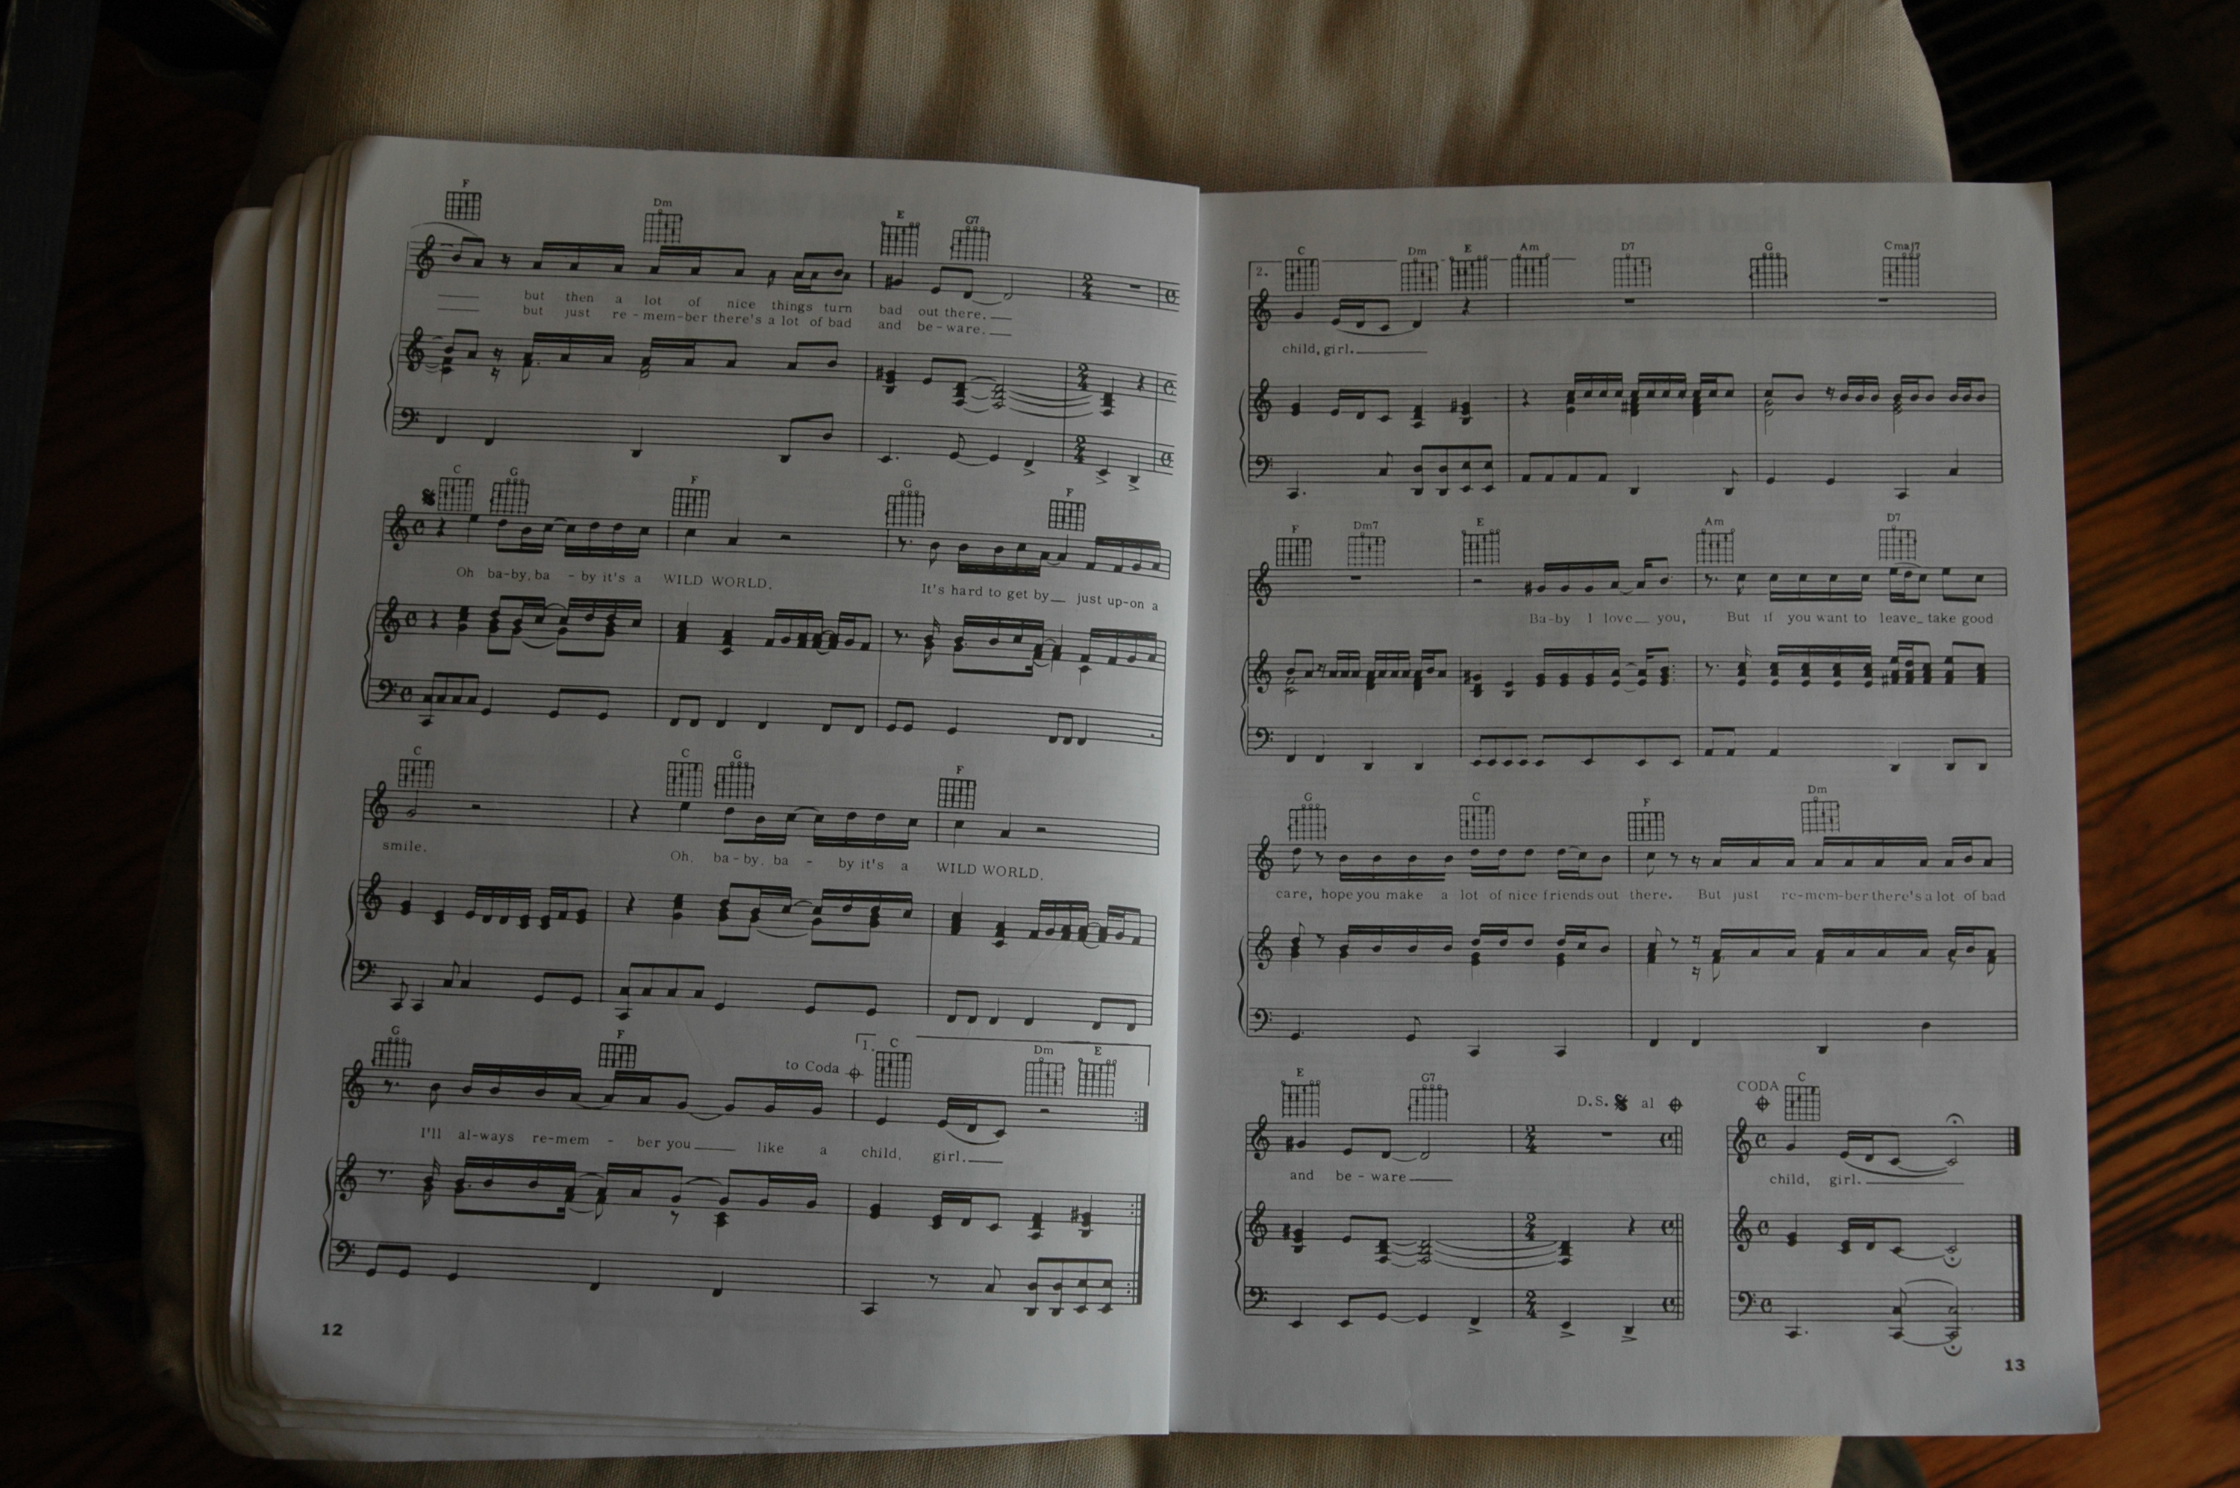 F Dm E G7
but then a lot of nice things turn bad out there.
but just re-mem-ber there's a lot of bad and be-ware.
C G F G F
Oh ba-by, ba - by it's a WILD WORLD. It's hard to get by just up-on a
C C G F
smile. Oh, ba-by, ba - by it's a WILD WORLD.
G F to Coda 1. C Dm E
I'll al-ways re-mem - ber you like a child, girl.
12
2. C Dm E Am D7 G Cmaj7
child, girl.
F Dm7 E Am D7
Ba-by I love you, But if you want to leave take good
G C F Dm
care, hope you make a lot of nice friends out there. But just re-mem-ber there's a lot of bad
E G7 D.S. al CODA C
and be-ware child, girl.
13